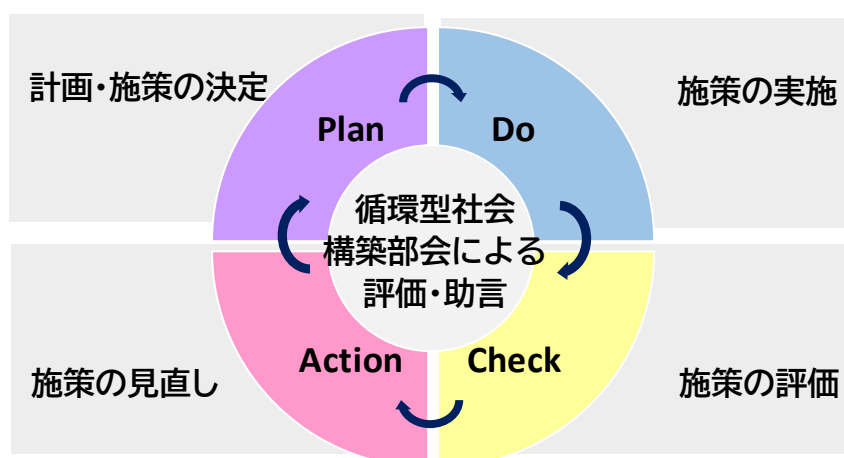 計画・施策の決定
施策の実施
Plan
Do
循環型社会
構築部会による
評価・助言
Action
Check
施策の見直し
施策の評価